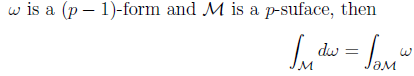 ω is a (p − 1)-form and ℳ is a p-suface, then
∫_ℳ dω = ∫_∂ℳ ω